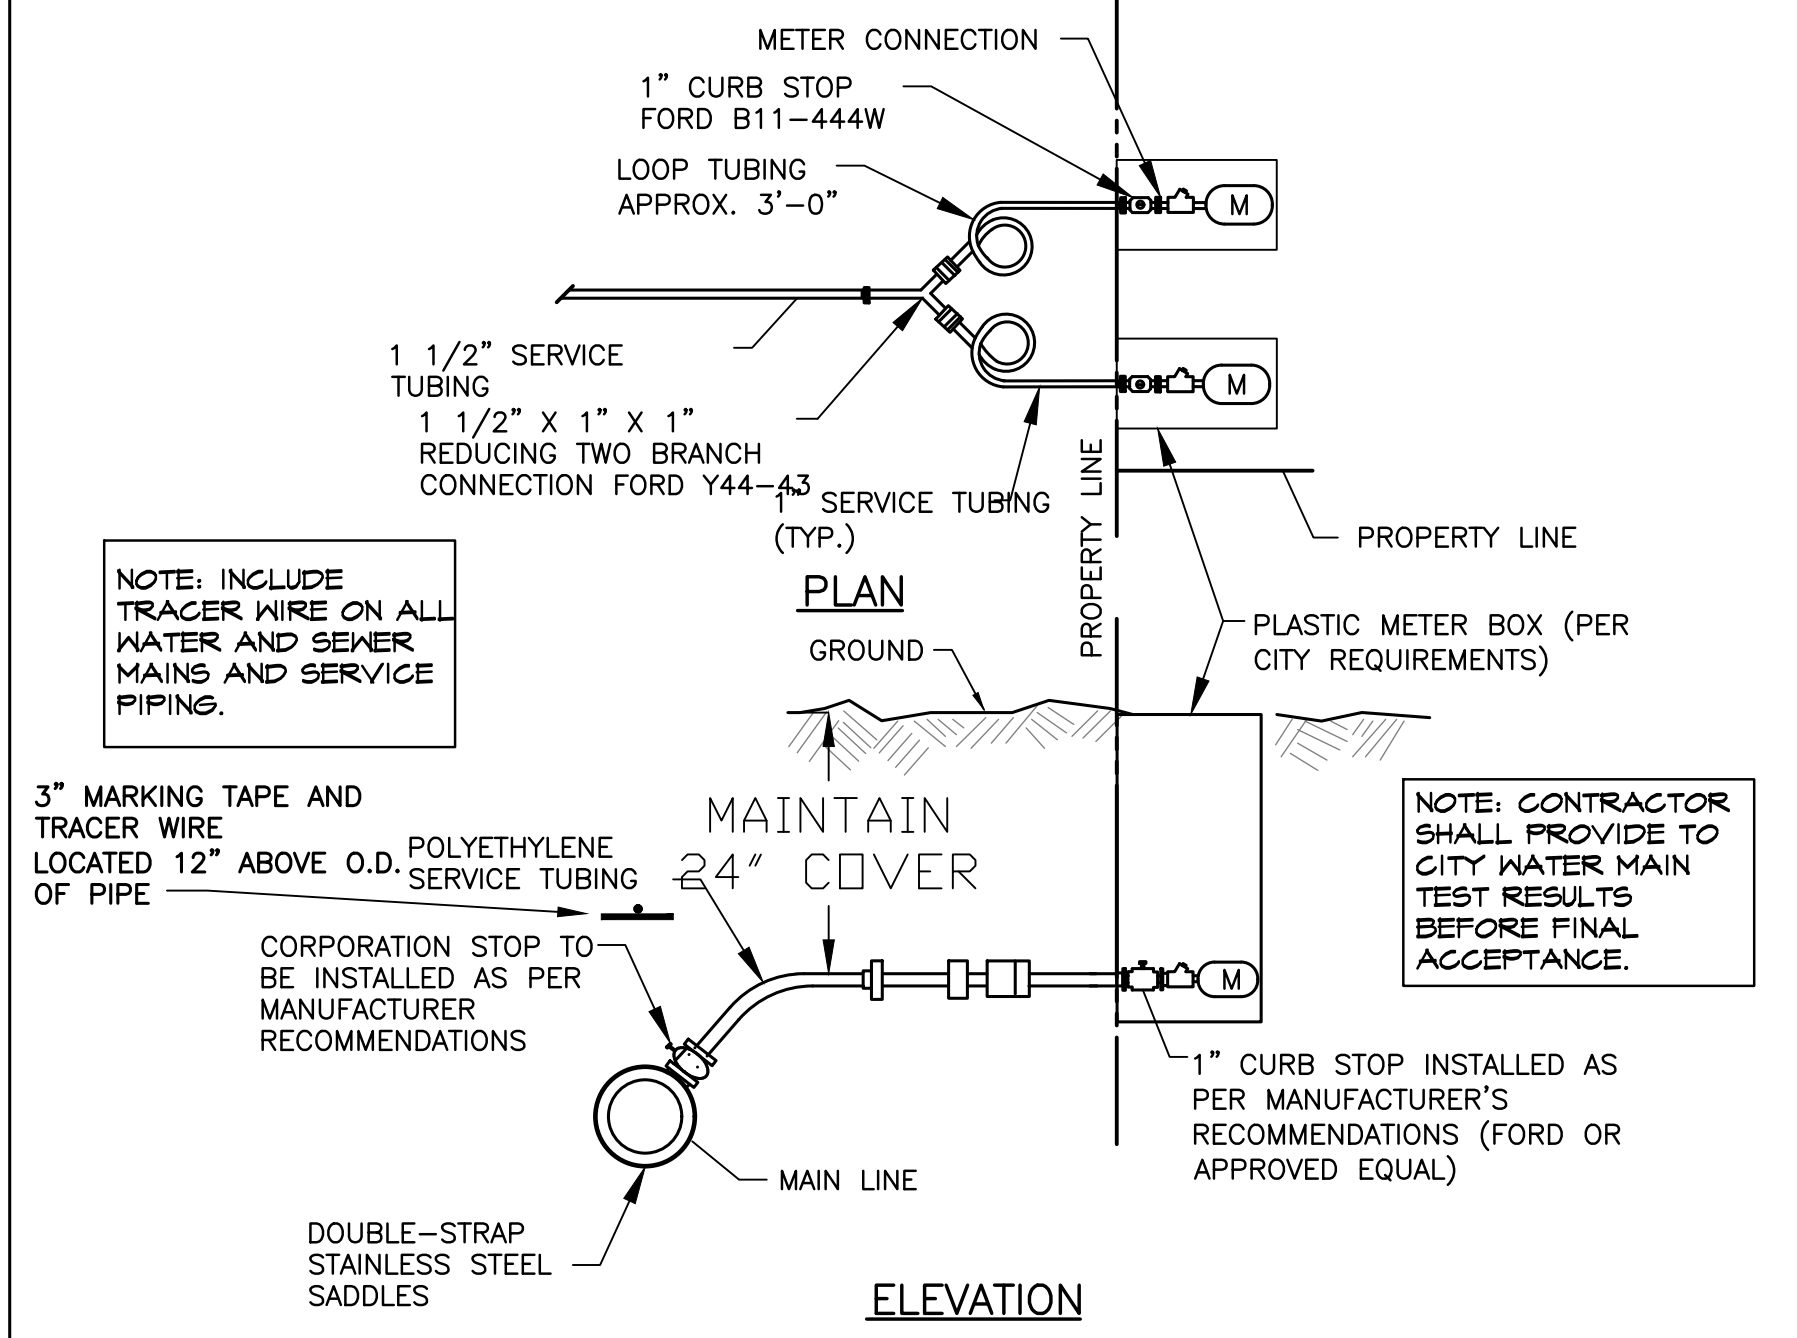 METER CONNECTION
1" CURB STOP
FORD B11-444W
LOOP TUBING
APPROX. 3'-0"
M
1 1/2" SERVICE
TUBING
M
1 1/2" X 1" X 1"
REDUCING TWO BRANCH
CONNECTION FORD Y44-43
1" SERVICE TUBING
(TYP.)
PROPERTY LINE
PROPERTY LINE
PLAN
NOTE: INCLUDE
TRACER WIRE ON ALL
WATER AND SEWER
MAINS AND SERVICE
PIPING.
GROUND
PLASTIC METER BOX (PER
CITY REQUIREMENTS)
3" MARKING TAPE AND
TRACER WIRE
LOCATED 12" ABOVE O.D.
OF PIPE
POLYETHYLENE
SERVICE TUBING
MAINTAIN
24" COVER
NOTE: CONTRACTOR
SHALL PROVIDE TO
CITY WATER MAIN
TEST RESULTS
BEFORE FINAL
ACCEPTANCE.
CORPORATION STOP TO
BE INSTALLED AS PER
MANUFACTURER
RECOMMENDATIONS
M
1" CURB STOP INSTALLED AS
PER MANUFACTURER'S
RECOMMENDATIONS (FORD OR
APPROVED EQUAL)
MAIN LINE
DOUBLE-STRAP
STAINLESS STEEL
SADDLES
ELEVATION